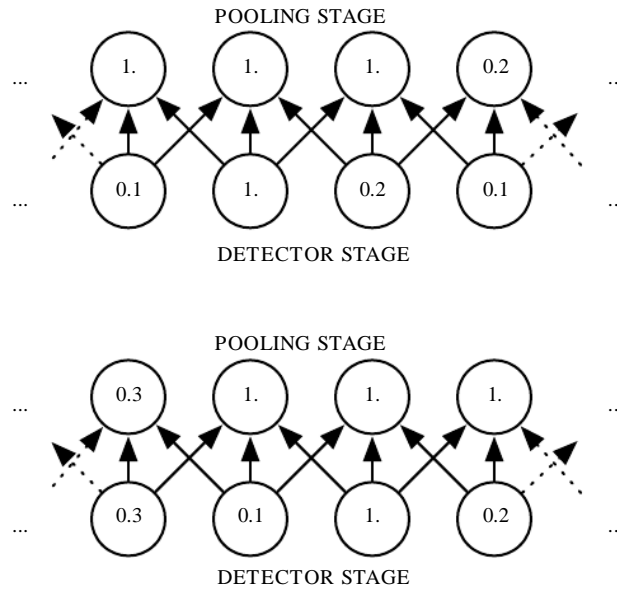 POOLING STAGE
... 1. 1. 1. 0.2 ...
... 0.1 1. 0.2 0.1 ...
DETECTOR STAGE
POOLING STAGE
... 0.3 1. 1. 1. ...
... 0.3 0.1 1. 0.2 ...
DETECTOR STAGE